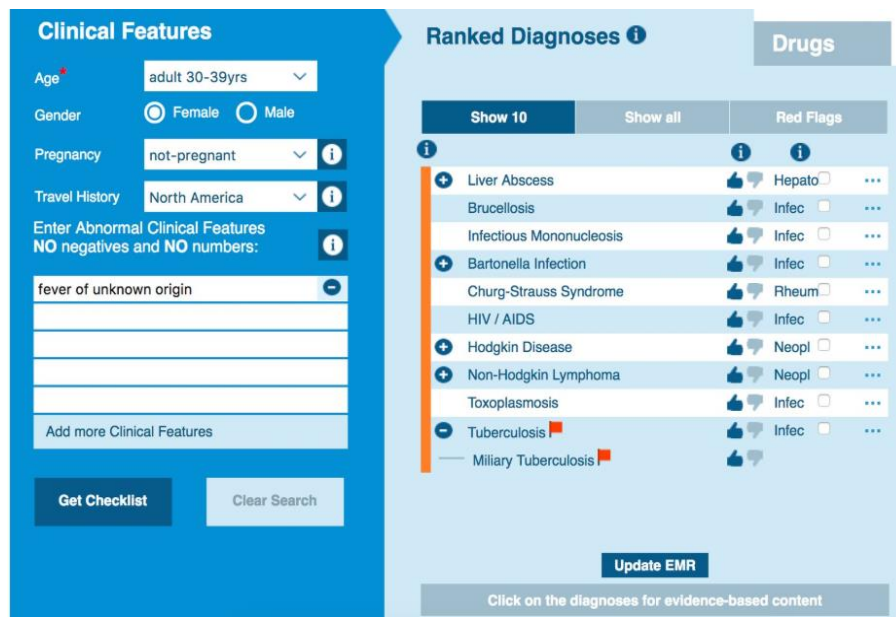 Clinical Features
Age*
adult 30-39yrs
Gender
Female
Male
Pregnancy
not-pregnant
i
Travel History
North America
i
Enter Abnormal Clinical Features
NO negatives and NO numbers:
i
fever of unknown origin
Add more Clinical Features
Get Checklist
Clear Search
Ranked Diagnoses i
Drugs
Show 10
Show all
Red Flags
i
i
i
Liver Abscess Hepato ...
Brucellosis Infec ...
Infectious Mononucleosis Infec ...
Bartonella Infection Infec ...
Churg-Strauss Syndrome Rheum ...
HIV / AIDS Infec ...
Hodgkin Disease Neopl ...
Non-Hodgkin Lymphoma Neopl ...
Toxoplasmosis Infec ...
Tuberculosis Infec ...
Miliary Tuberculosis
Update EMR
Click on the diagnoses for evidence-based content